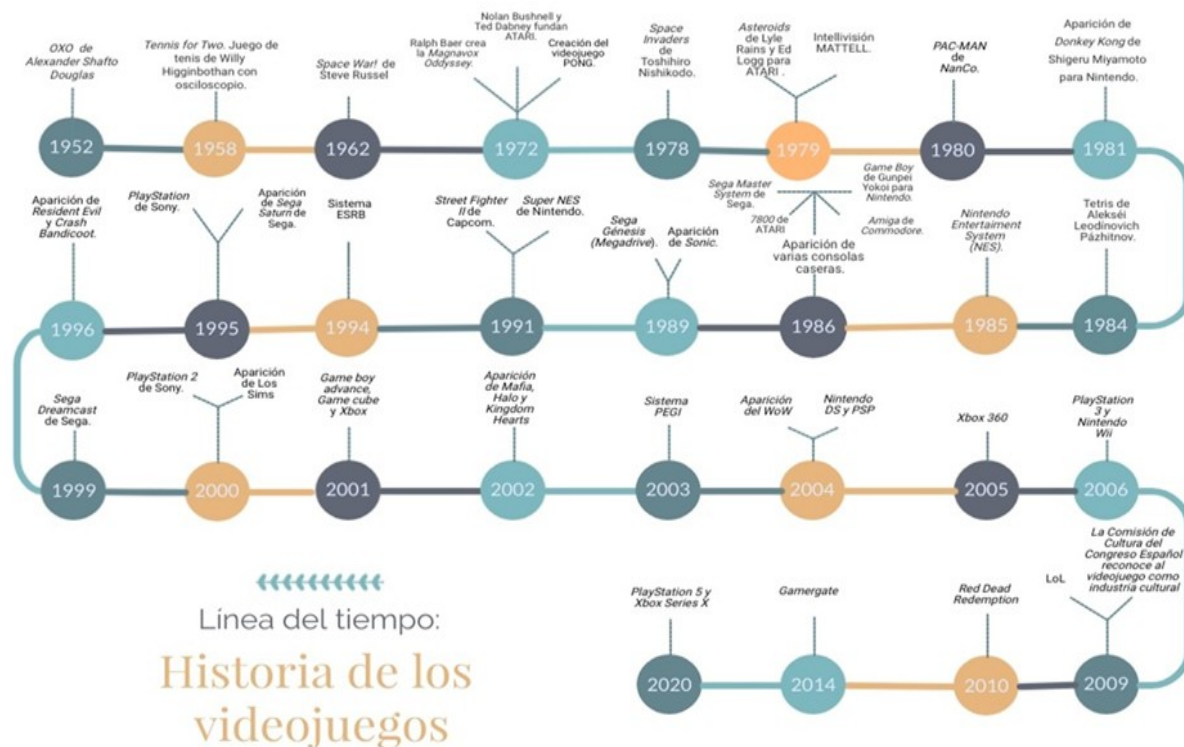 OXO de
Alexander Shafto
Douglas
Tennis for Two. Juego de
tenis de Willy
Higginbothan con
osciloscopio.
Space War! de
Steve Russel
Ralph Baer crea
la Magnavox
Oddyssey.
Nolan Bushnell y
Ted Dabney fundan
ATARI.
Creación del
videojuego
PONG.
Space
Invaders
de
Toshihiro
Nishikodo.
Asteroids
de Lyle
Rains y Ed
Logg para
ATARI .
Intellivisión
MATTELL.
PAC-MAN
de
NanCo.
Aparición de
Donkey Kong de
Shigeru Miyamoto
para Nintendo.
1952
1958
1962
1972
1978
1979
1980
1981
Aparición de
Resident Evil
y Crash
Bandicoot.
PlayStation
de Sony.
Aparición
de Sega
Saturn de
Sega.
Sistema
ESRB
Street Fighter
II de
Capcom.
Super NES
de Nintendo.
Sega
Génesis
(Megadrive).
Aparición
de Sonic.
Sega Master
System de
Sega.
7800 de
ATARI
Game Boy
de Gunpei
Yokoi para
Nintendo.
Amiga de
Commodore.
Aparición de
varias consolas
caseras.
Nintendo
Entertaiment
System
(NES).
Tetris de
Alekséi
Leodínovich
Pázhitnov.
1996
1995
1994
1991
1989
1986
1985
1984
Sega
Dreamcast
de Sega.
PlayStation 2
de Sony.
Aparición
de Los
Sims
Game boy
advance,
Game cube
y Xbox
Aparición
de Mafia,
Halo y
Kingdom
Hearts
Sistema
PEGI
Aparición
del WoW
Nintendo
DS y PSP
Xbox 360
PlayStation
3 y
Nintendo
Wii
1999
2000
2001
2002
2003
2004
2005
2006
PlayStation 5 y
Xbox Series X
Gamergate
Red Dead
Redemption
LoL
La Comisión de
Cultura del
Congreso Español
reconoce al
videojuego como
industria cultural
2020
2014
2010
2009
Línea del tiempo:
Historia de los
videojuegos